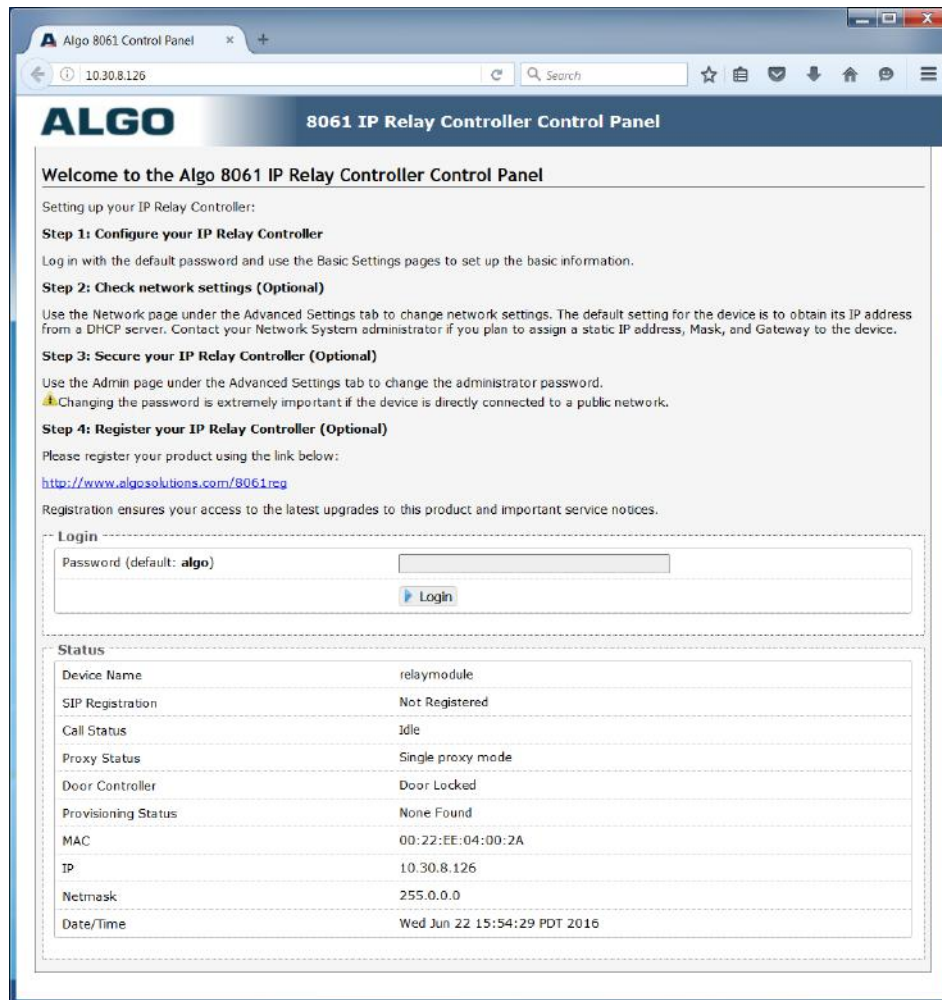 Algo 8061 Control Panel
10.30.8.126
Search
ALGO
8061 IP Relay Controller Control Panel
Welcome to the Algo 8061 IP Relay Controller Control Panel
Setting up your IP Relay Controller:
Step 1: Configure your IP Relay Controller
Log in with the default password and use the Basic Settings pages to set up the basic information.
Step 2: Check network settings (Optional)
Use the Network page under the Advanced Settings tab to change network settings. The default setting for the device is to obtain its IP address
from a DHCP server. Contact your Network System administrator if you plan to assign a static IP address, Mask, and Gateway to the device.
Step 3: Secure your IP Relay Controller (Optional)
Use the Admin page under the Advanced Settings tab to change the administrator password.
Changing the password is extremely important if the device is directly connected to a public network.
Step 4: Register your IP Relay Controller (Optional)
Please register your product using the link below:
http://www.algosolutions.com/8061reg
Registration ensures your access to the latest upgrades to this product and important service notices.
Login
Password (default: algo)
Login
Status
Device Name relaymodule
SIP Registration Not Registered
Call Status Idle
Proxy Status Single proxy mode
Door Controller Door Locked
Provisioning Status None Found
MAC 00:22:EE:04:00:2A
IP 10.30.8.126
Netmask 255.0.0.0
Date/Time Wed Jun 22 15:54:29 PDT 2016